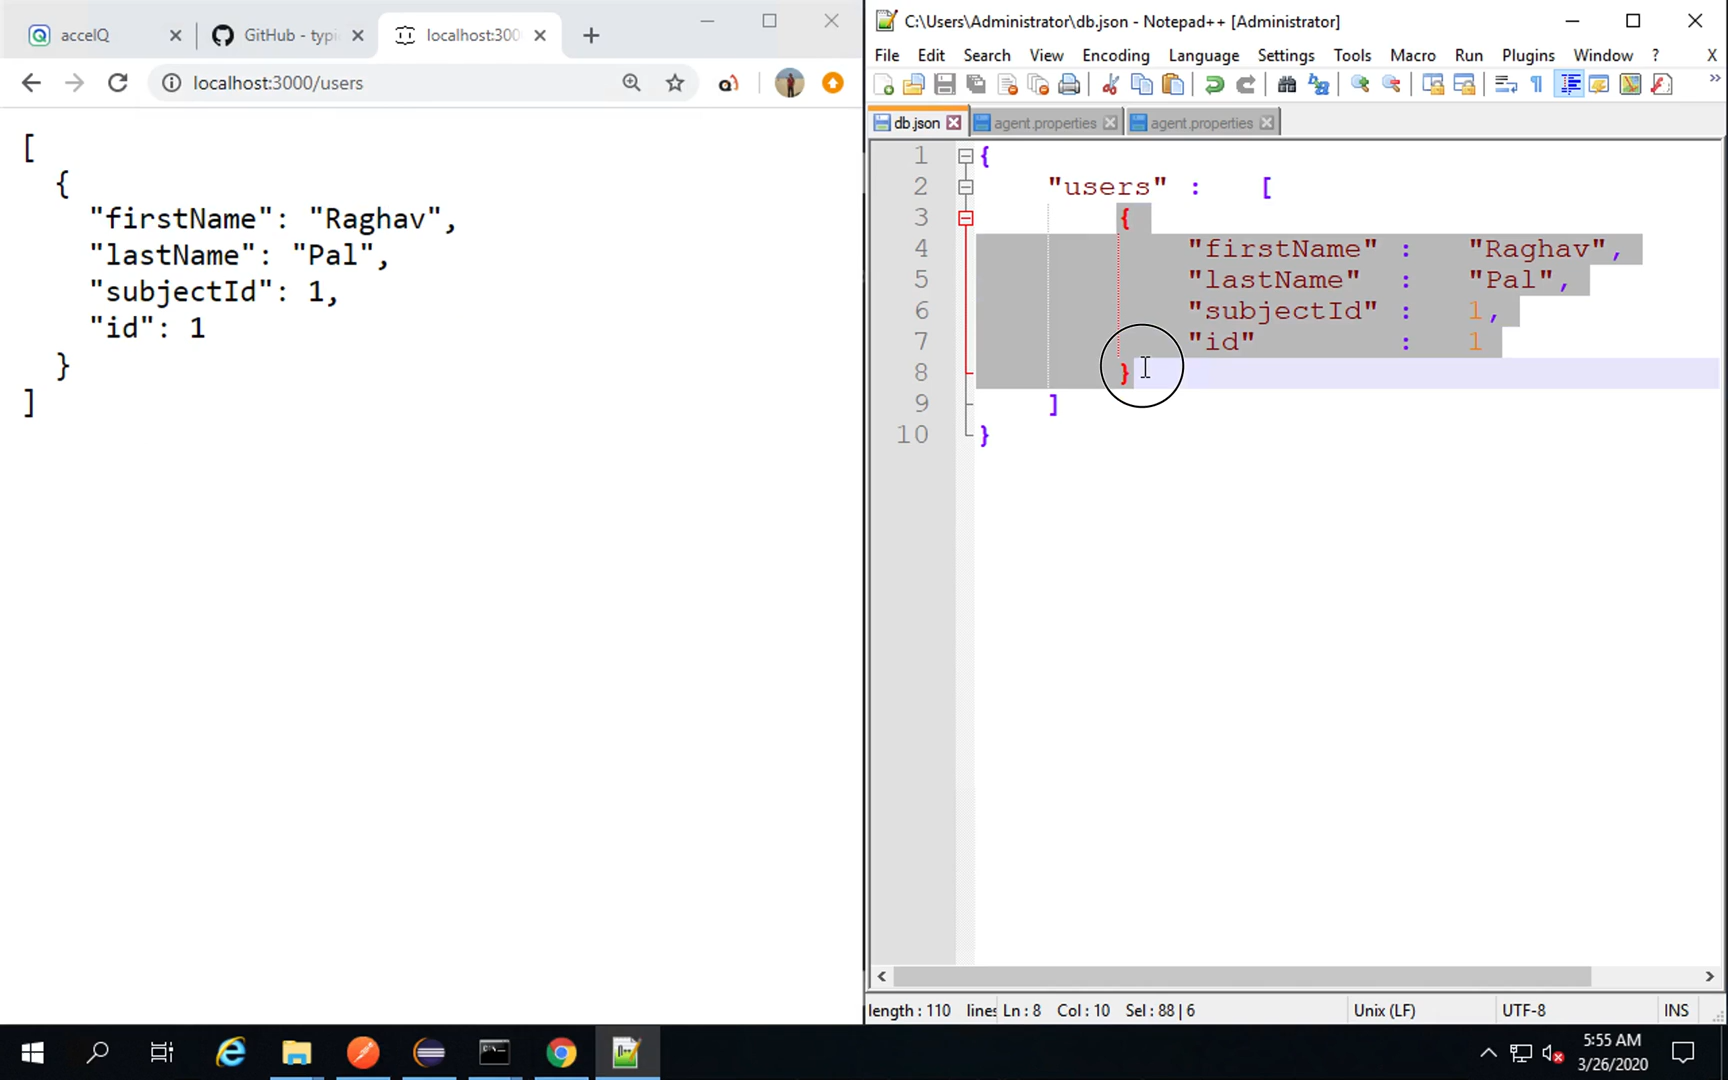 accelQ
GitHub - typi
localhost:300
localhost:3000/users
[
{
"firstName": "Raghav",
"lastName": "Pal",
"subjectId": 1,
"id": 1
}
]
C:\Users\Administrator\db.json - Notepad++ [Administrator]
File Edit Search View Encoding Language Settings Tools Macro Run Plugins Window ? X
db.json agent.properties agent.properties
1 {
2 "users" : [
3 {
4 "firstName" : "Raghav",
5 "lastName" : "Pal",
6 "subjectId" : 1,
7 "id" : 1
8 }
9 ]
10 }
length : 110 lines Ln : 8 Col : 10 Sel : 88 | 6 Unix (LF) UTF-8 INS
5:55 AM
3/26/2020